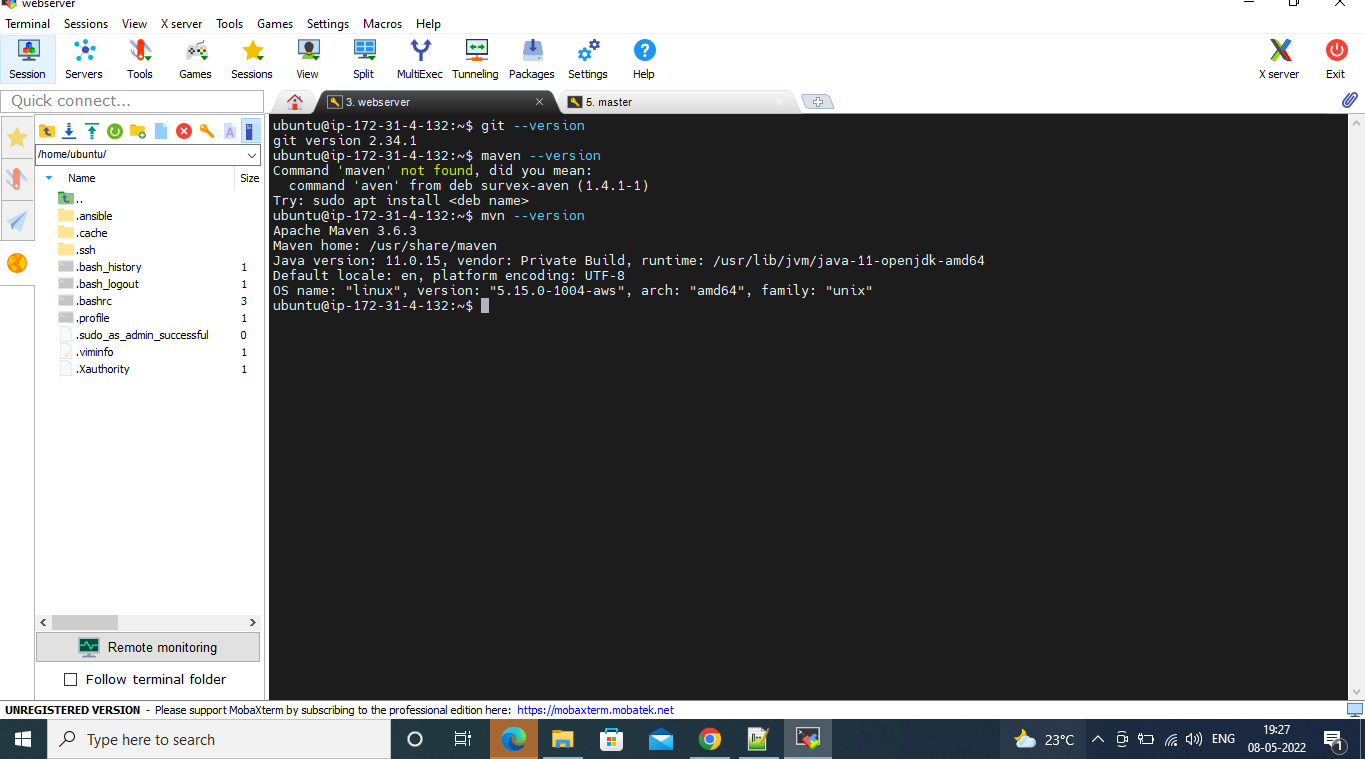 webserver
Terminal Sessions View X server Tools Games Settings Macros Help
Session Servers Tools Games Sessions View Split MultiExec Tunneling Packages Settings Help X server Exit
Quick connect...
3. webserver
5. master
/home/ubuntu/
Name Size
..
.ansible
.cache
.ssh
.bash_history 1
.bash_logout 1
.bashrc 3
.profile 1
.sudo_as_admin_successful 0
.viminfo 1
.Xauthority 1
Remote monitoring
Follow terminal folder
ubuntu@ip-172-31-4-132:~$ git --version
git version 2.34.1
ubuntu@ip-172-31-4-132:~$ maven --version
Command 'maven' not found, did you mean:
  command 'aven' from deb survex-aven (1.4.1-1)
Try: sudo apt install <deb name>
ubuntu@ip-172-31-4-132:~$ mvn --version
Apache Maven 3.6.3
Maven home: /usr/share/maven
Java version: 11.0.15, vendor: Private Build, runtime: /usr/lib/jvm/java-11-openjdk-amd64
Default locale: en, platform encoding: UTF-8
OS name: "linux", version: "5.15.0-1004-aws", arch: "amd64", family: "unix"
ubuntu@ip-172-31-4-132:~$
UNREGISTERED VERSION - Please support MobaXterm by subscribing to the professional edition here: https://mobaxterm.mobatek.net
Type here to search
23°C
ENG
19:27
08-05-2022
1